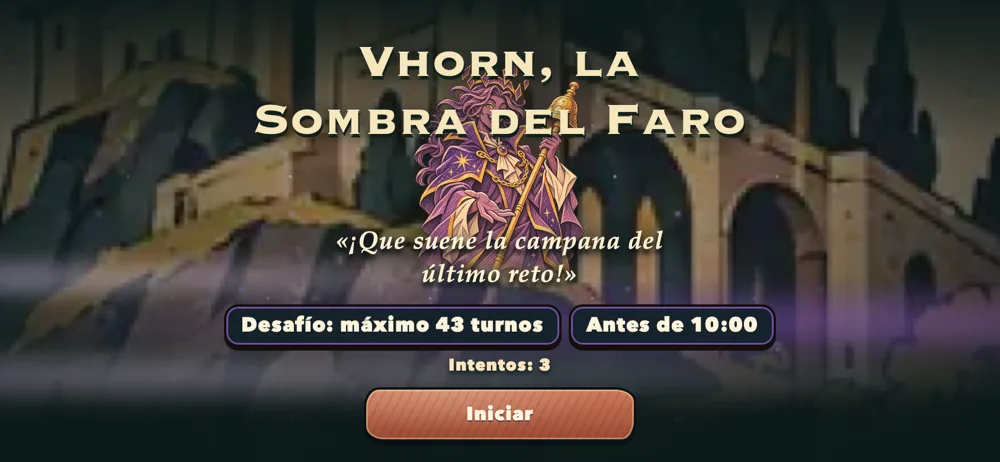 Vhorn, la
Sombra del Faro
«¡Que suene la campana del
último reto!»
Desafío: máximo 43 turnos
Antes de 10:00
Intentos: 3
Iniciar